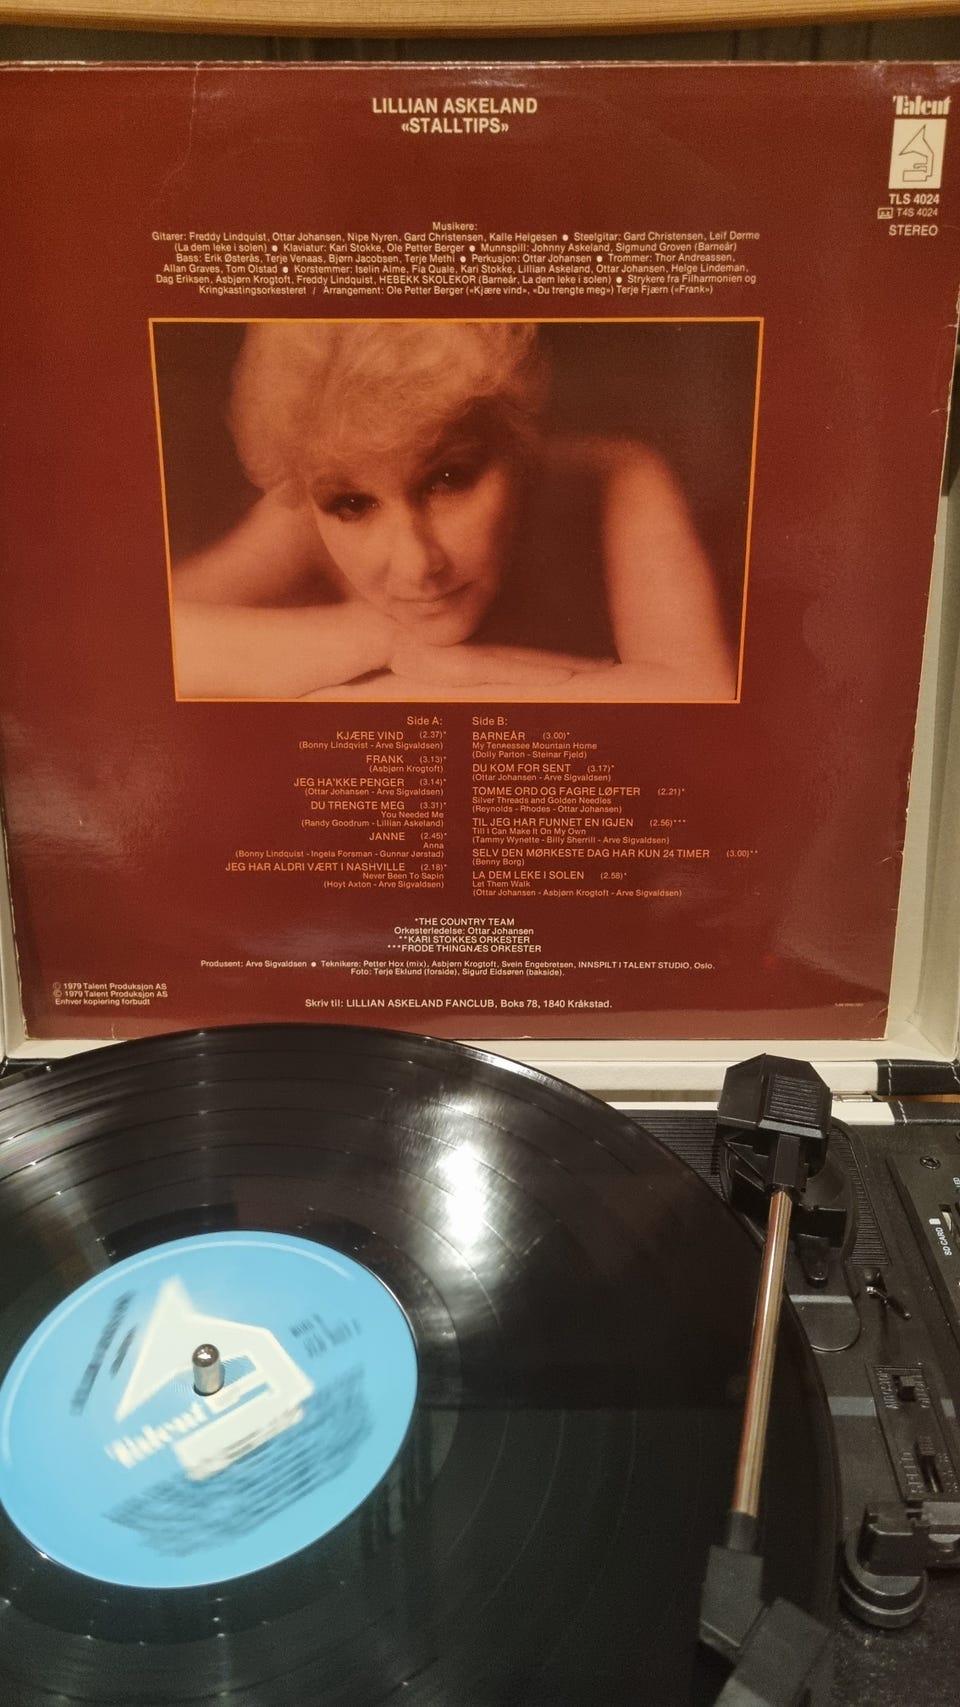 LILLIAN ASKELAND
«STALLTIPS»
Talent
TLS 4024
T4S 4024
STEREO
Musikere:
Gitarer: Freddy Lindquist, Ottar Johansen, Nipe Nyren, Gard Christensen, Kalle Helgesen ● Steelgitar: Gard Christensen, Leif Dørme
(La dem leke i solen) ● Klaviatur: Kari Stokke, Ole Petter Berger ● Munnspill: Johnny Askeland, Sigmund Groven (Barneår)
Bass: Erik Østerås, Terje Venaas, Bjørn Jacobsen, Terje Methi ● Perkusjon: Ottar Johansen ● Trommer: Thor Andreassen,
Allan Graves, Tom Olstad ● Korstemmer: Iselin Alme, Fia Quale, Kari Stokke, Lillian Askeland, Ottar Johansen, Helge Lindeman,
Dag Eriksen, Asbjørn Krogtoft, Freddy Lindquist, HEBEKK SKOLEKOR (Barneår, La dem leke i solen) ● Strykere fra Filharmonien og
Kringkastingsorkesteret / Arrangement: Ole Petter Berger («Kjære vind», «Du trengte meg») Terje Fjærn («Frank»)
Side A:
KJÆRE VIND (2.37)*
(Bonny Lindqvist - Arve Sigvaldsen)
FRANK (3.13)*
(Asbjørn Krogtoft)
JEG HA'KKE PENGER (3.14)*
(Ottar Johansen - Arve Sigvaldsen)
DU TRENGTE MEG (3.31)*
You Needed Me
(Randy Goodrum - Lillian Askeland)
JANNE (2.45)*
Anna
(Bonny Lindquist - Ingela Forsman - Gunnar Jørstad)
JEG HAR ALDRI VÆRT I NASHVILLE (2.18)*
Never Been To Sapin
(Hoyt Axton - Arve Sigvaldsen)
Side B:
BARNEÅR (3.00)*
My Tennessee Mountain Home
(Dolly Parton - Steinar Fjeld)
DU KOM FOR SENT (3.17)*
(Ottar Johansen - Arve Sigvaldsen)
TOMME ORD OG FAGRE LØFTER (2.21)*
Silver Threads and Golden Needles
(Reynolds - Rhodes - Ottar Johansen)
TIL JEG HAR FUNNET EN IGJEN (2.56)***
Till I Can Make It On My Own
(Tammy Wynette - Billy Sherrill - Arve Sigvaldsen)
SELV DEN MØRKESTE DAG HAR KUN 24 TIMER (3.00)**
(Benny Borg)
LA DEM LEKE I SOLEN (2.58)*
Let Them Walk
(Ottar Johansen - Asbjørn Krogtoft - Arve Sigvaldsen)
*THE COUNTRY TEAM
Orkesterledelse: Ottar Johansen
**KARI STOKKES ORKESTER
***FRODE THINGNÆS ORKESTER
Produsent: Arve Sigvaldsen ● Teknikere: Petter Hox (mix), Asbjørn Krogtoft, Svein Engebretsen, INNSPILT I TALENT STUDIO, Oslo.
Foto: Terje Eklund (forside), Sigurd Eidsøren (bakside).
Ⓟ 1979 Talent Produksjon AS
© 1979 Talent Produksjon AS
Enhver kopiering forbudt
Skriv til: LILLIAN ASKELAND FANCLUB, Boks 78, 1840 Kråkstad.
SD CARD
Talent